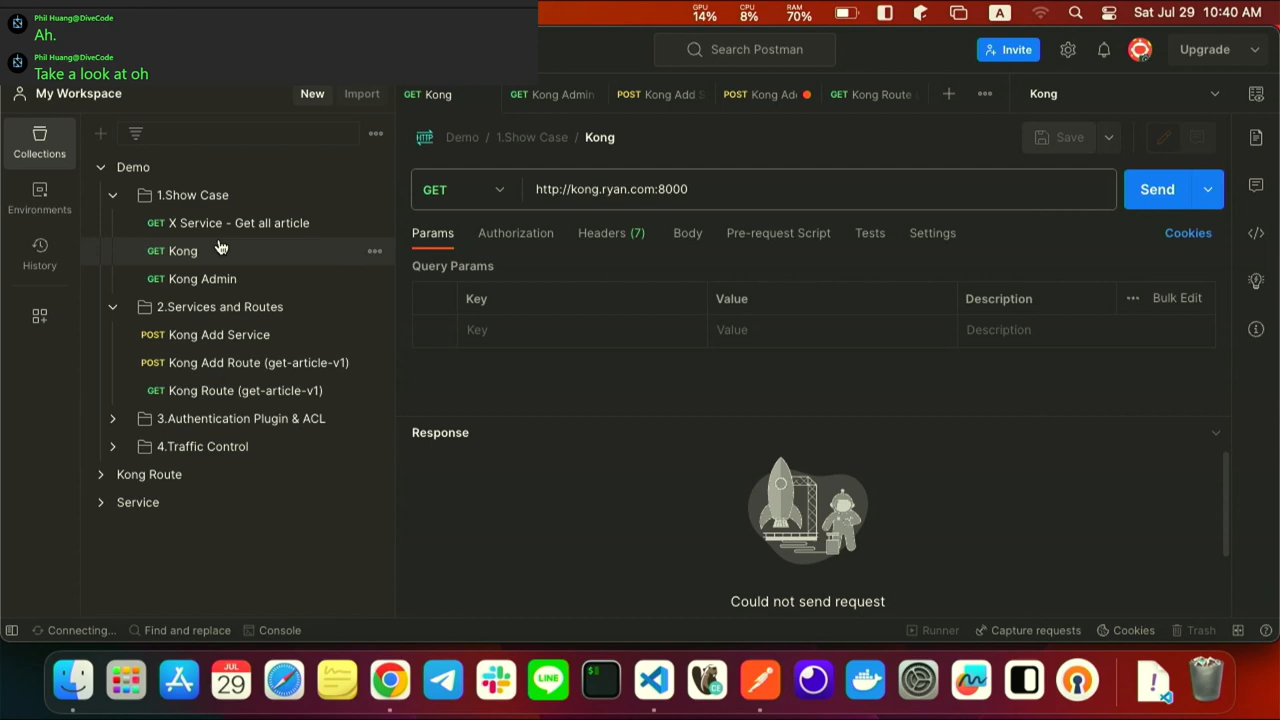 Phil Huang@DiveCode
Ah.
Phil Huang@DiveCode
Take a look at oh
GPU 14%
CPU 8%
RAM 70%
A
Sat Jul 29 10:40 AM
Search Postman
Invite
Upgrade
My Workspace
New
Import
GET Kong
GET Kong Admin
POST Kong Add S
POST Kong Ad
GET Kong Route
Kong
Collections
Environments
History
Demo
1.Show Case
GET X Service - Get all article
GET Kong
GET Kong Admin
2.Services and Routes
POST Kong Add Service
POST Kong Add Route (get-article-v1)
GET Kong Route (get-article-v1)
3.Authentication Plugin & ACL
4.Traffic Control
Kong Route
Service
HTTP
Demo / 1.Show Case / Kong
Save
GET
http://kong.ryan.com:8000
Send
Params
Authorization
Headers (7)
Body
Pre-request Script
Tests
Settings
Cookies
Query Params
Key
Value
Description
Bulk Edit
Key
Value
Description
Response
Could not send request
Connecting...
Find and replace
Console
Runner
Capture requests
Cookies
Trash
JUL
29
LINE